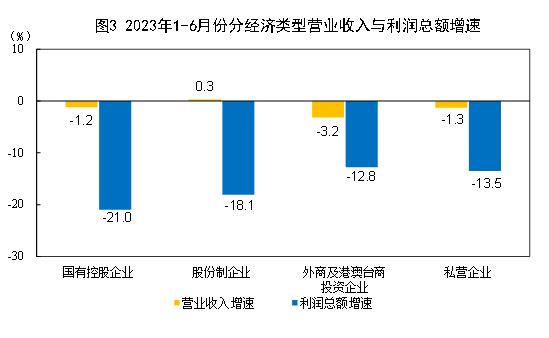 图3 2023年1-6月份分经济类型营业收入与利润总额增速
(%)
10
0
-10
-20
-30
0.3
-1.2
-3.2
-1.3
-21.0
-18.1
-12.8
-13.5
国有控股企业
股份制企业
外商及港澳台商
投资企业
私营企业
营业收入增速
利润总额增速